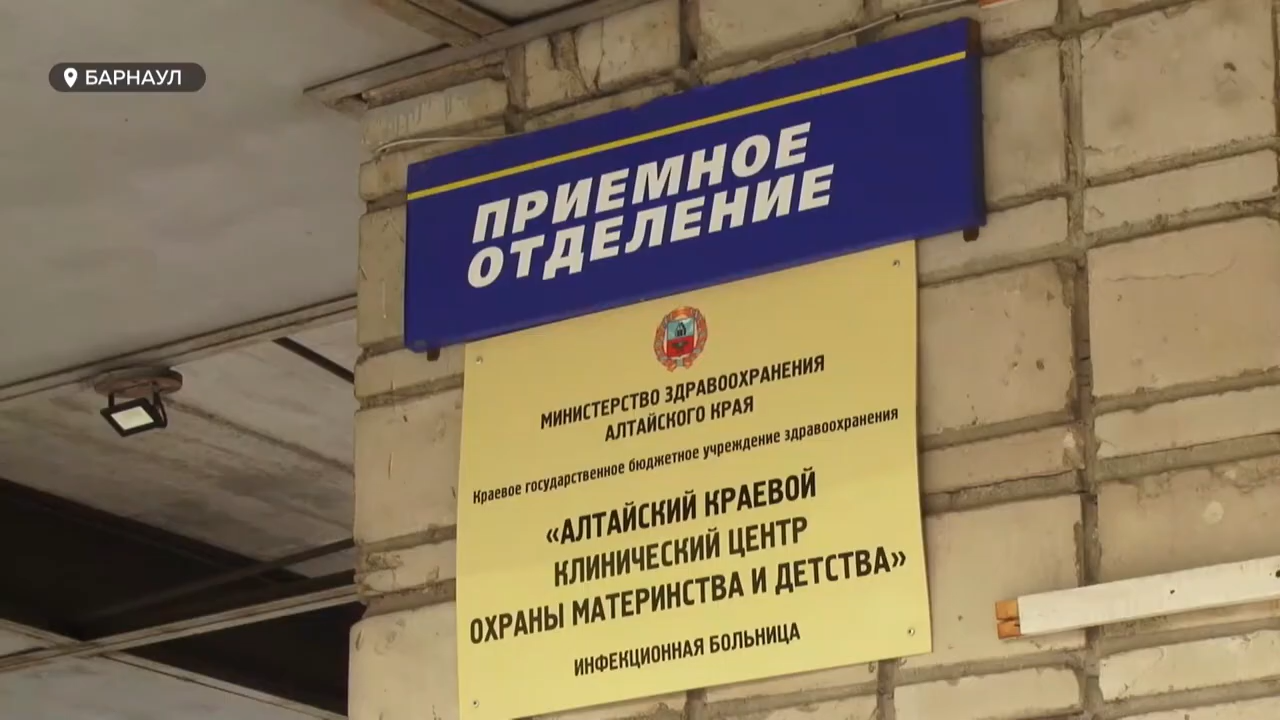 БАРНАУЛ
ПРИЕМНОЕ
ОТДЕЛЕНИЕ
МИНИСТЕРСТВО ЗДРАВООХРАНЕНИЯ
АЛТАЙСКОГО КРАЯ
Краевое государственное бюджетное учреждение здравоохранения
«АЛТАЙСКИЙ КРАЕВОЙ
КЛИНИЧЕСКИЙ ЦЕНТР
ОХРАНЫ МАТЕРИНСТВА И ДЕТСТВА»
ИНФЕКЦИОННАЯ БОЛЬНИЦА